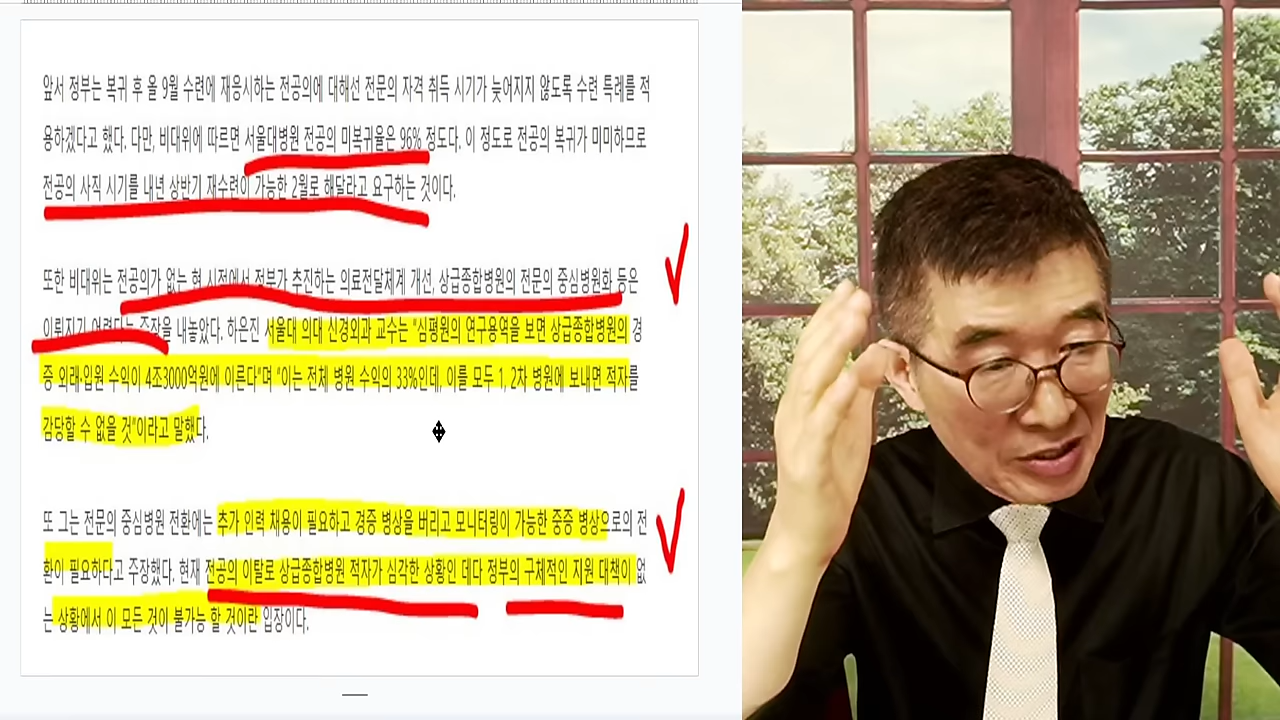 앞서 정부는 복귀 후 올 9월 수련에 재응시하는 전공의에 대해선 전문의 자격 취득 시기가 늦어지지 않도록 수련 특례를 적
용하겠다고 했다. 다만, 비대위에 따르면 서울대병원 전공의 미복귀율은 96% 정도다. 이 정도로 전공의 복귀가 미미하므로
전공의 사직 시기를 내년 상반기 재수련이 가능한 2월로 해달라고 요구하는 것이다.
또한 비대위는 전공의가 없는 현 시점에서 정부가 추진하는 의료전달체계 개선, 상급종합병원의 전문의 중심병원화 등은
이뤄지기 어렵다는 주장을 내놓았다. 하은진 서울대 의대 신경외과 교수는 "심평원의 연구용역을 보면 상급종합병원의 경
증 외래·입원 수익이 4조3000억원에 이른다"며 "이는 전체 병원 수익의 33%인데, 이를 모두 1, 2차 병원에 보내면 적자를
감당할 수 없을 것"이라고 말했다.
또 그는 전문의 중심병원 전환에는 추가 인력 채용이 필요하고 경증 병상을 버리고 모니터링이 가능한 중증 병상으로의 전
환이 필요하다고 주장했다. 현재 전공의 이탈로 상급종합병원 적자가 심각한 상황인 데다 정부의 구체적인 지원 대책이 없
는 상황에서 이 모든 것이 불가능 할 것이란 입장이다.